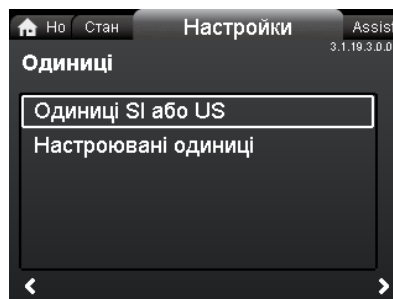 Но Стан Настройки Assist
3.1.19.3.0.0
Одиниці
Одиниці SI або US
Настроювані одиниці